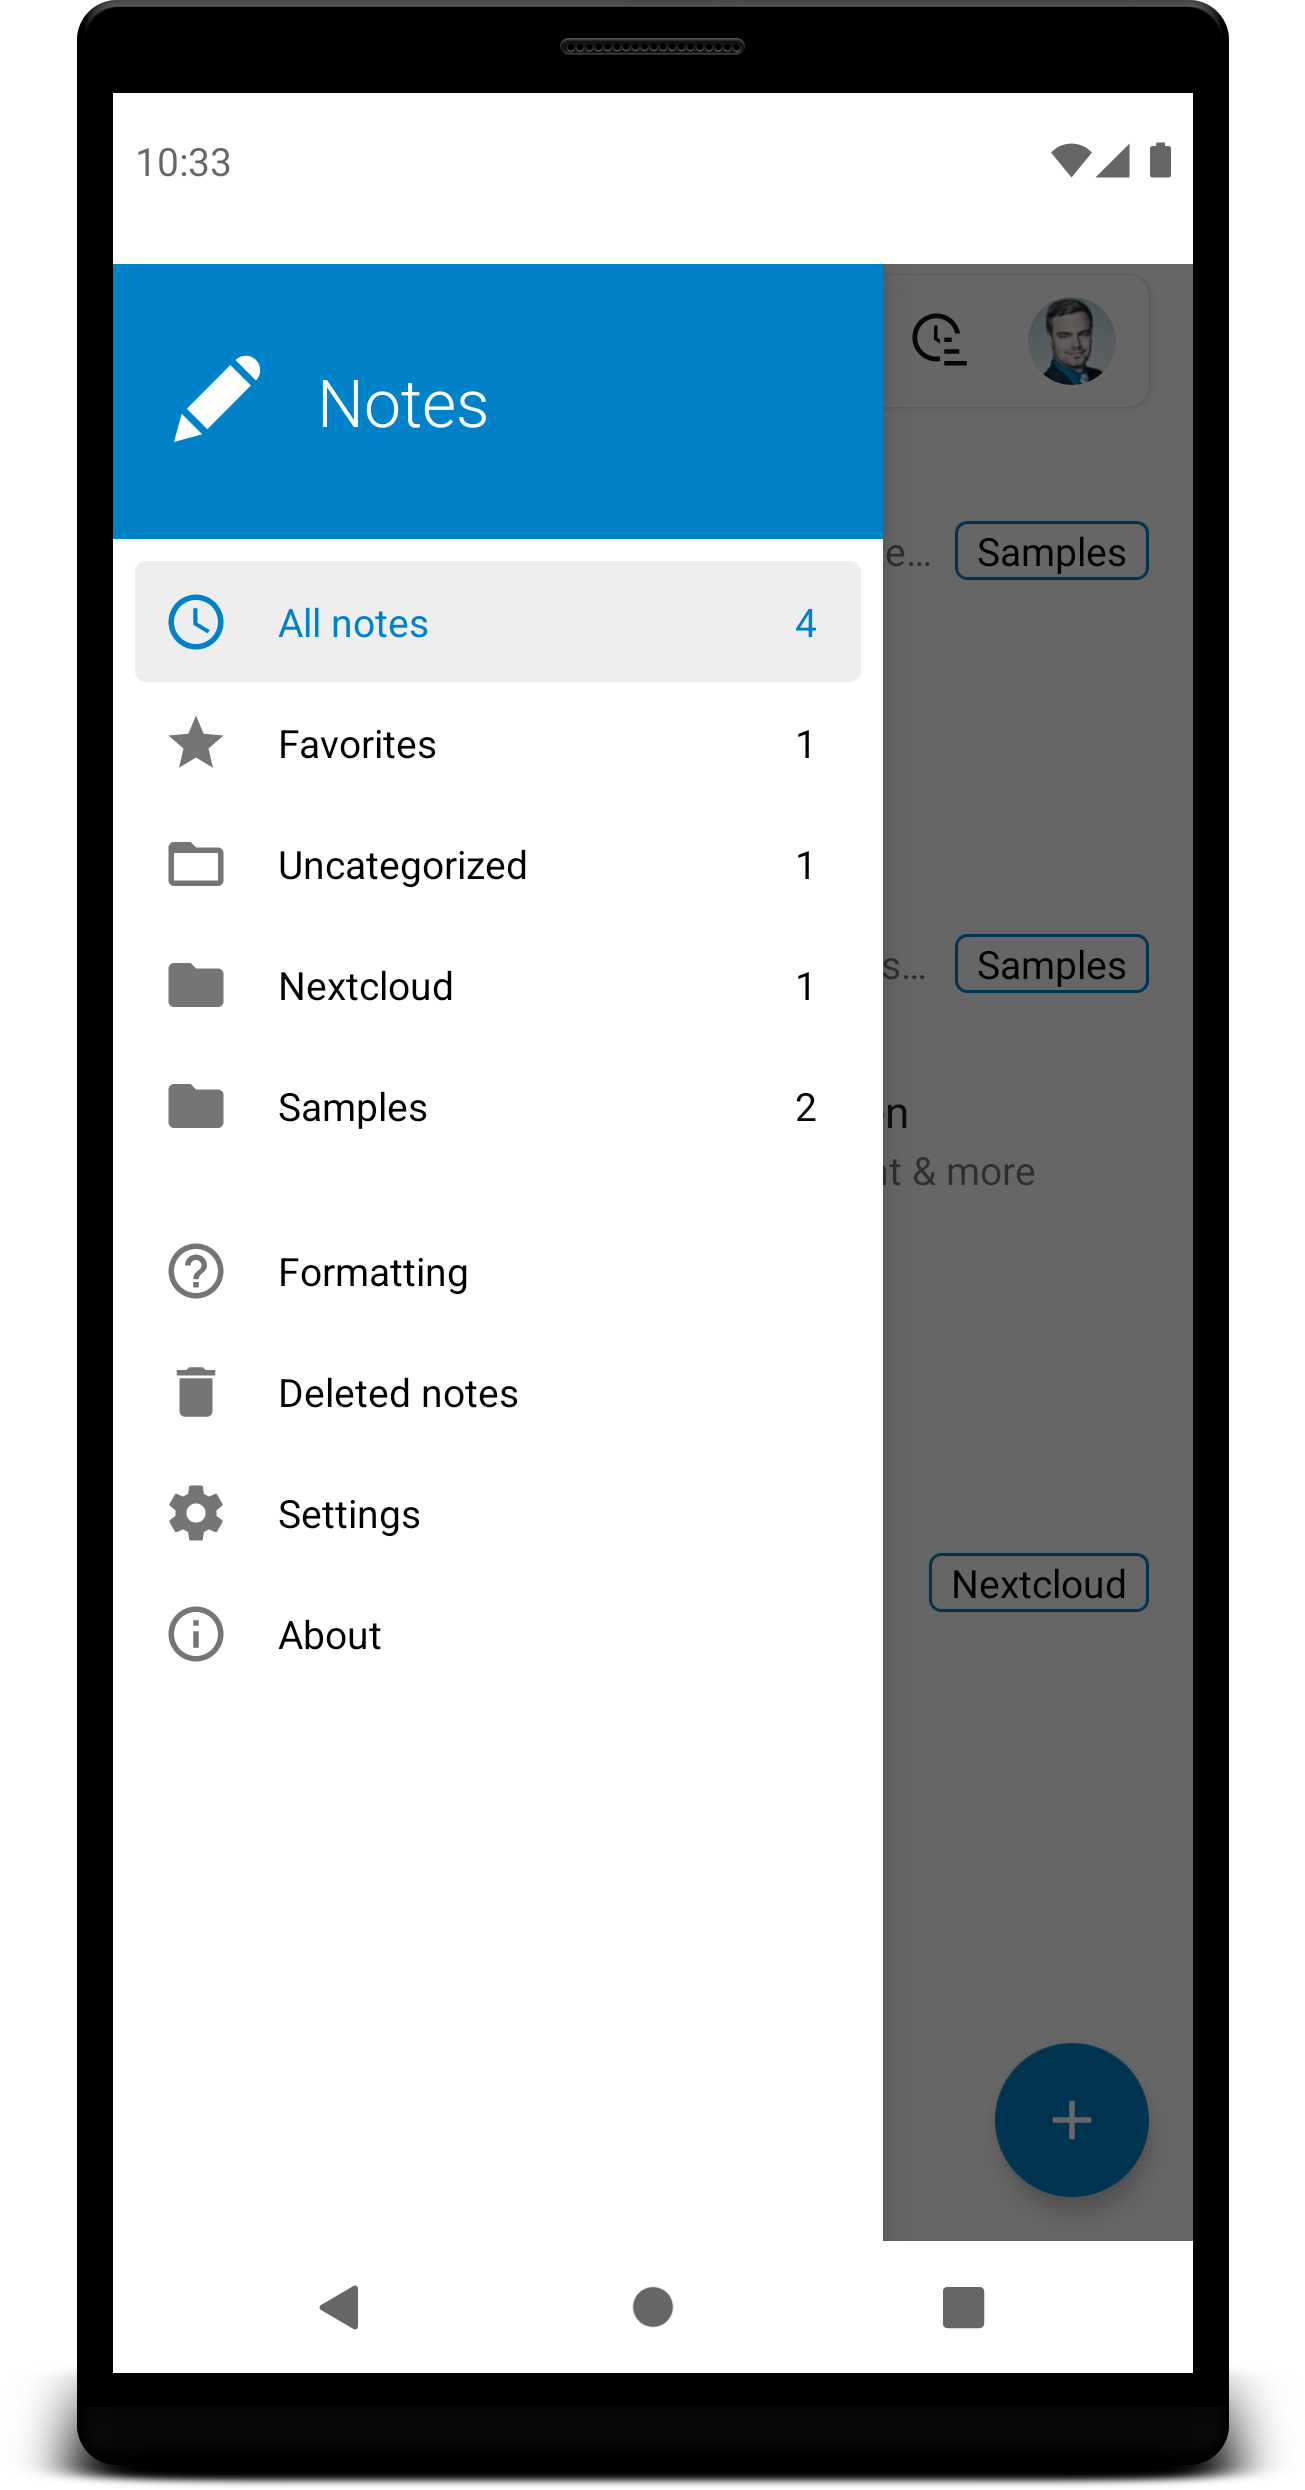 10:33
Notes
e… Samples
All notes 4
Favorites 1
Uncategorized 1
s… Samples
Nextcloud 1
Samples 2
n
t & more
Formatting
Deleted notes
Settings
Nextcloud
About